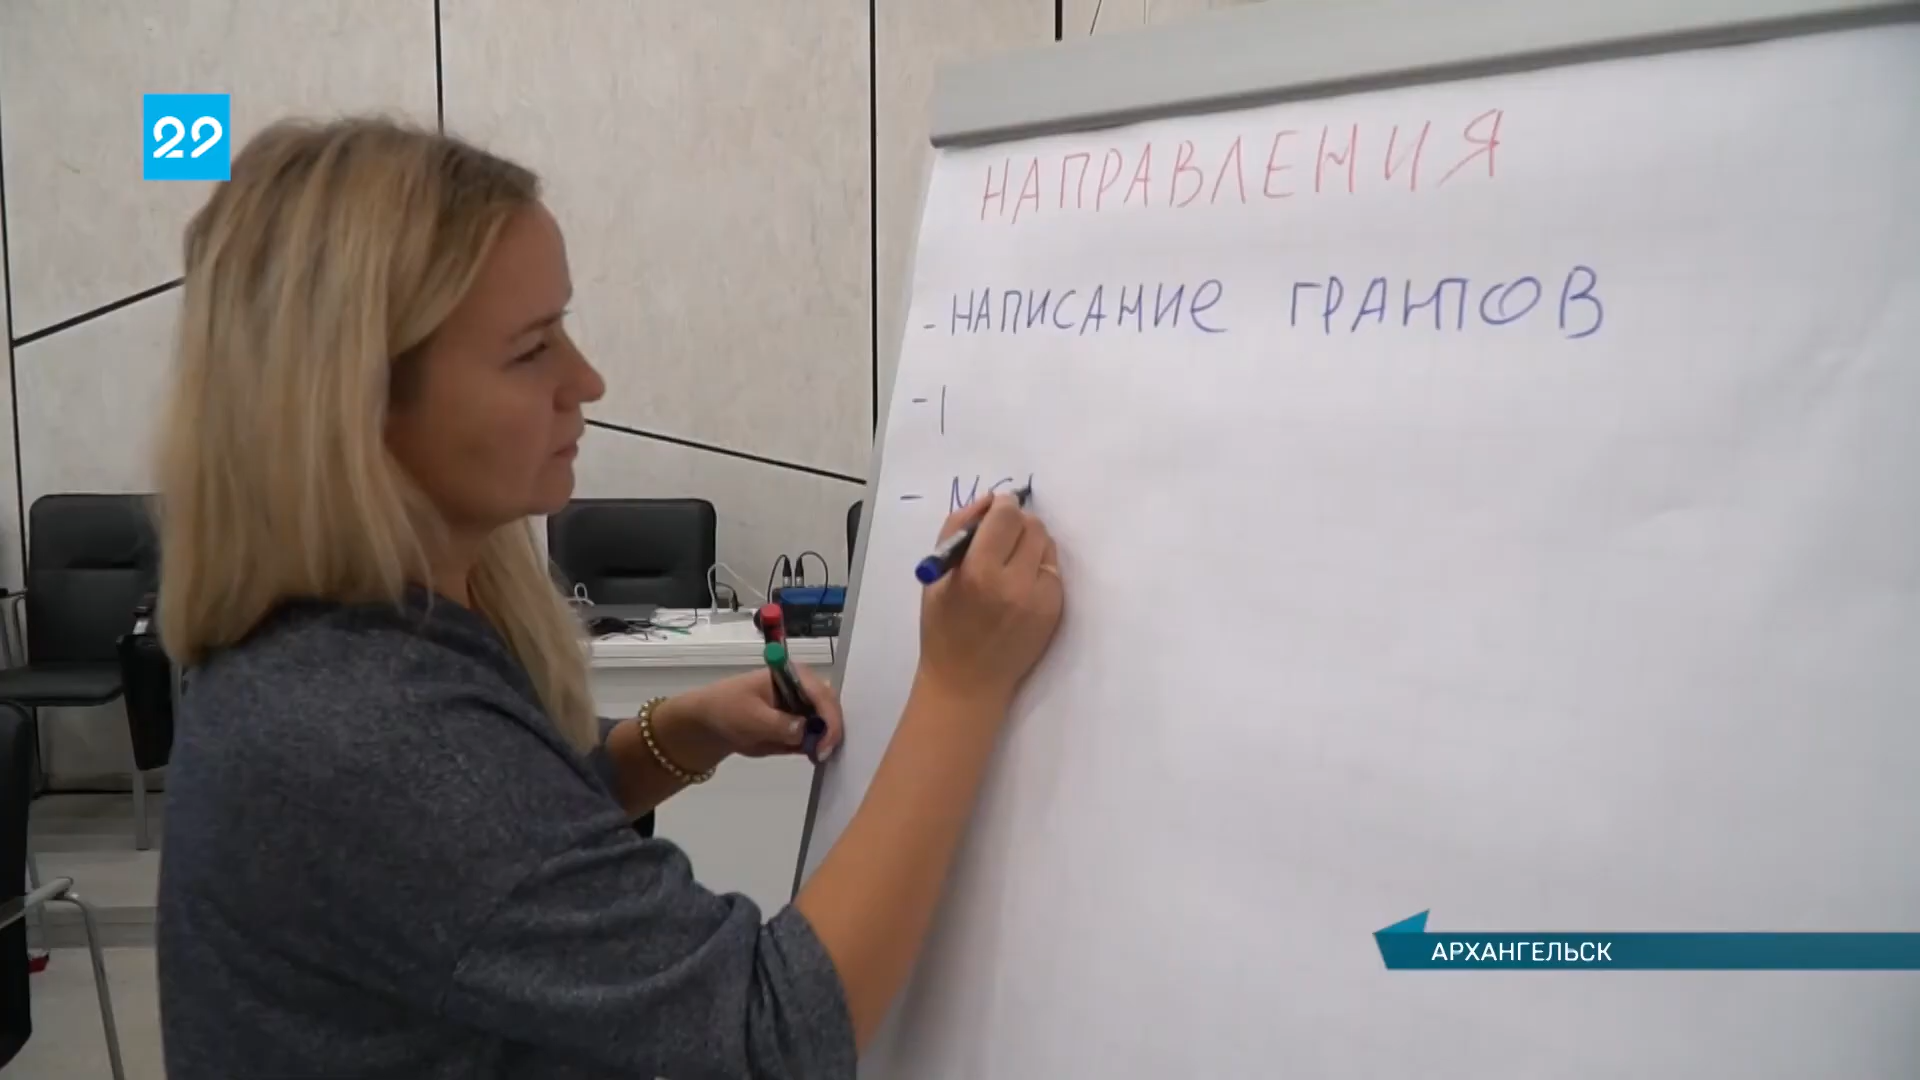 29
НАПРАВЛЕНИЯ
- НАПИСАНИЕ ГРАНТОВ
-
-
АРХАНГЕЛЬСК